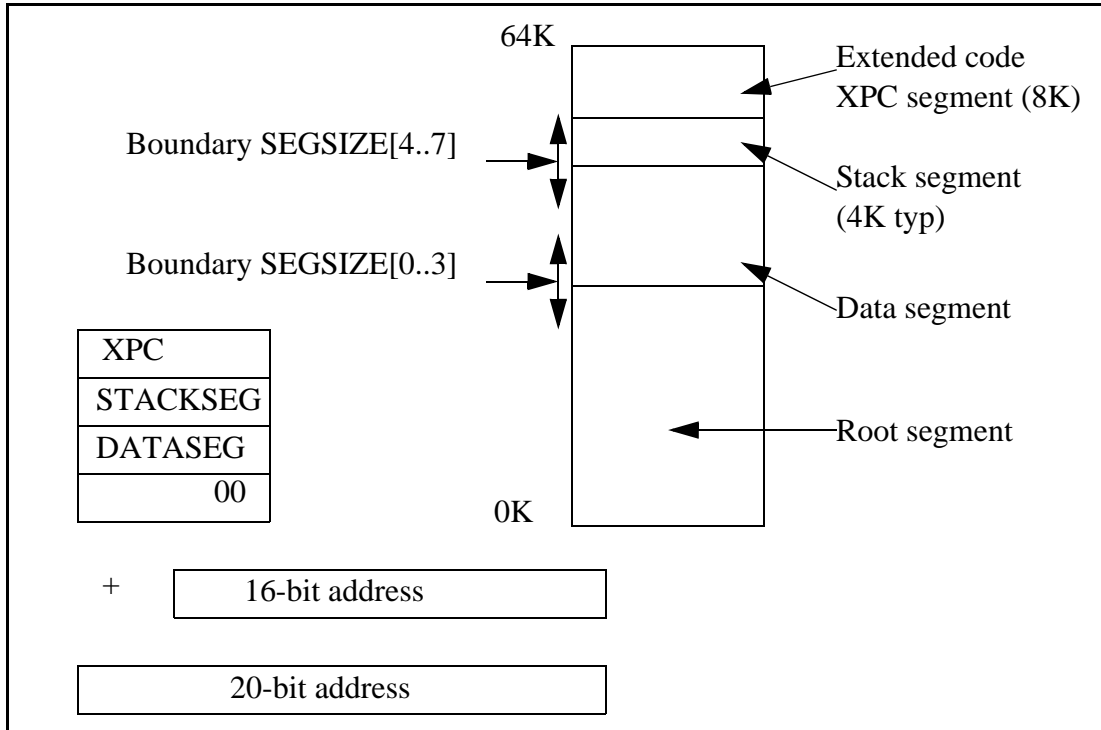 64K
Extended code
XPC segment (8K)
Boundary SEGSIZE[4..7]
Stack segment
(4K typ)
Boundary SEGSIZE[0..3]
Data segment
XPC
STACKSEG
DATASEG
Root segment
00
0K
+
16-bit address
20-bit address